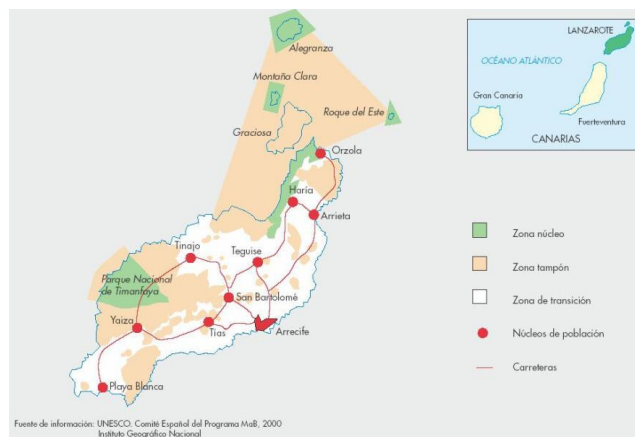 Alegranza
Montaña Clara
Roque del Este
Graciosa
Orzola
Haría
Arrieta
Tinajo
Teguise
Parque Nacional
de Timanfaya
San Bartolomé
Yaiza
Tías
Arrecife
Playa Blanca
LANZAROTE
OCÉANO ATLÁNTICO
Gran Canaria
Fuerteventura
CANARIAS
Zona núcleo
Zona tampón
Zona de transición
Núcleos de población
Carreteras
Fuente de información: UNESCO. Comité Español del Programa MaB, 2000
Instituto Geográfico Nacional